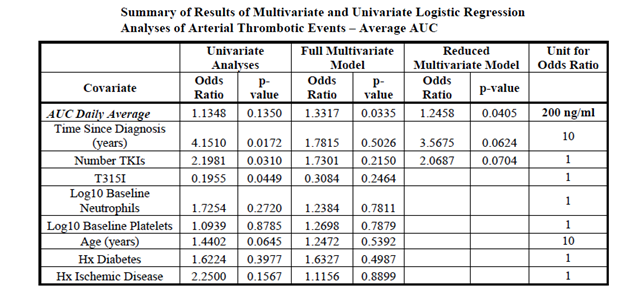 Summary of Results of Multivariate and Univariate Logistic Regression
Analyses of Arterial Thrombotic Events – Average AUC
Univariate Analyses Full Multivariate Model Reduced Multivariate Model Unit for Odds Ratio
Covariate Odds Ratio p-value Odds Ratio p-value Odds Ratio p-value
AUC Daily Average 1.1348 0.1350 1.3317 0.0335 1.2458 0.0405 200 ng/ml
Time Since Diagnosis (years) 4.1510 0.0172 1.7815 0.5026 3.5675 0.0624 10
Number TKIs 2.1981 0.0310 1.7301 0.2150 2.0687 0.0704 1
T315I 0.1955 0.0449 0.3084 0.2464 1
Log10 Baseline Neutrophils 1.7254 0.2720 1.2384 0.7811 1
Log10 Baseline Platelets 1.0939 0.8785 1.2698 0.7879 1
Age (years) 1.4402 0.0645 1.2472 0.5392 10
Hx Diabetes 1.6224 0.3977 1.6327 0.4987 1
Hx Ischemic Disease 2.2500 0.1567 1.1156 0.8899 1